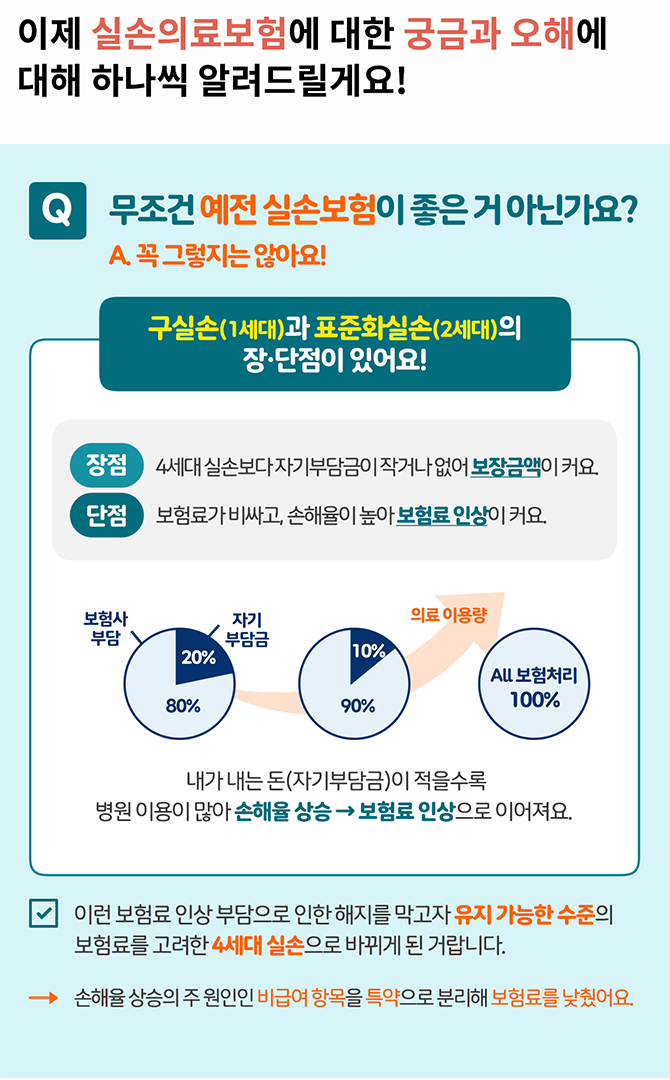 이제 실손의료보험에 대한 궁금과 오해에
대해 하나씩 알려드릴게요!
Q
무조건 예전 실손보험이 좋은 거 아닌가요?
A. 꼭 그렇지는 않아요!
구실손(1세대)과 표준화실손(2세대)의
장·단점이 있어요!
장점
4세대 실손보다 자기부담금이 작거나 없어 보장금액이 커요.
단점
보험료가 비싸고, 손해율이 높아 보험료 인상이 커요.
보험사
부담
자기
부담금
20%
80%
10%
90%
의료 이용량
All 보험처리
100%
내가 내는 돈(자기부담금)이 적을수록
병원 이용이 많아 손해율 상승 → 보험료 인상으로 이어져요.
이런 보험료 인상 부담으로 인한 해지를 막고자 유지 가능한 수준의
보험료를 고려한 4세대 실손으로 바뀌게 된 거랍니다.
→ 손해율 상승의 주 원인인 비급여 항목을 특약으로 분리해 보험료를 낮췄어요.